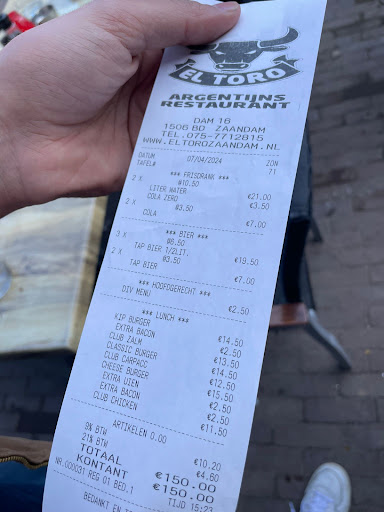 EL TORO
ARGENTIJNS
RESTAURANT
DAM 16
1506 BD ZAANDAM
TEL.075-7712815
WWW.ELTOROZAANDAM.NL
DATUM 07/04/2024 ZON
TAFEL# 71
*** FRISDRANK ***
2 X @10.50
LITER WATER €21.00
COLA ZERO €3.50
2 X @3.50
COLA €7.00
*** BIER ***
3 X @6.50
TAP BIER 1/2LIT. €19.50
2 X @3.50
TAP BIER €7.00
*** HOOFDGERECHT ***
DIV MENU €2.50
*** LUNCH ***
KIP BURGER €14.50
EXTRA BACON €2.50
CLUB ZALM €13.50
CLASSIC BURGER €14.50
CLUB CARPACC €12.50
CHEESE BURGER €15.50
EXTRA UIEN €2.50
EXTRA BACON €2.50
CLUB CHICKEN €11.50
ARTIKELEN 0.00
9% BTW €10.20
21% BTW €4.60
TOTAAL €150.00
KONTANT €150.00
NR.000031 REG 01 BED.1 TIJD 15:23
BEDANKT EN